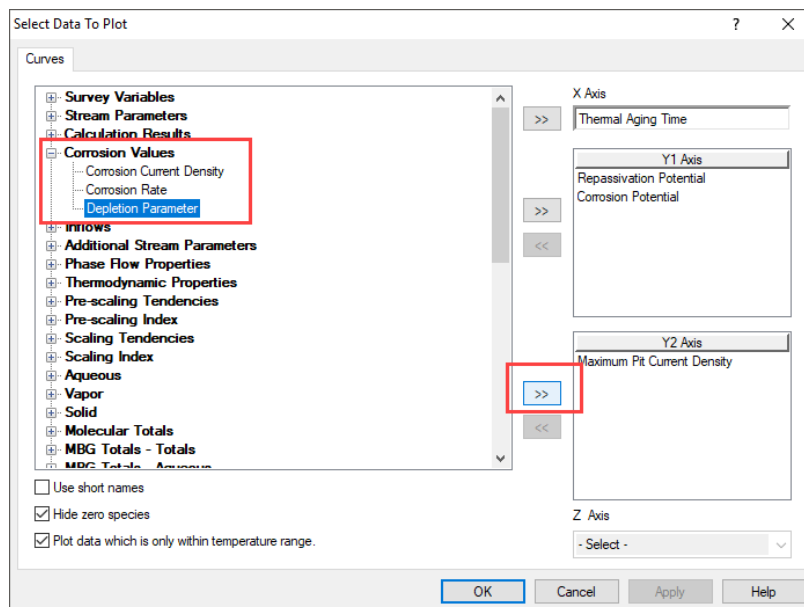 Select Data To Plot
?
Curves
Survey Variables
Stream Parameters
Calculation Results
Corrosion Values
Corrosion Current Density
Corrosion Rate
Depletion Parameter
Inflows
Additional Stream Parameters
Phase Flow Properties
Thermodynamic Properties
Pre-scaling Tendencies
Pre-scaling Index
Scaling Tendencies
Scaling Index
Aqueous
Vapor
Solid
Molecular Totals
MBG Totals - Totals
MBG Totals - Aqueous
Use short names
Hide zero species
Plot data which is only within temperature range.
>>
X Axis
Thermal Aging Time
>>
<<
Y1 Axis
Repassivation Potential
Corrosion Potential
>>
<<
Y2 Axis
Maximum Pit Current Density
Z Axis
- Select -
OK
Cancel
Apply
Help